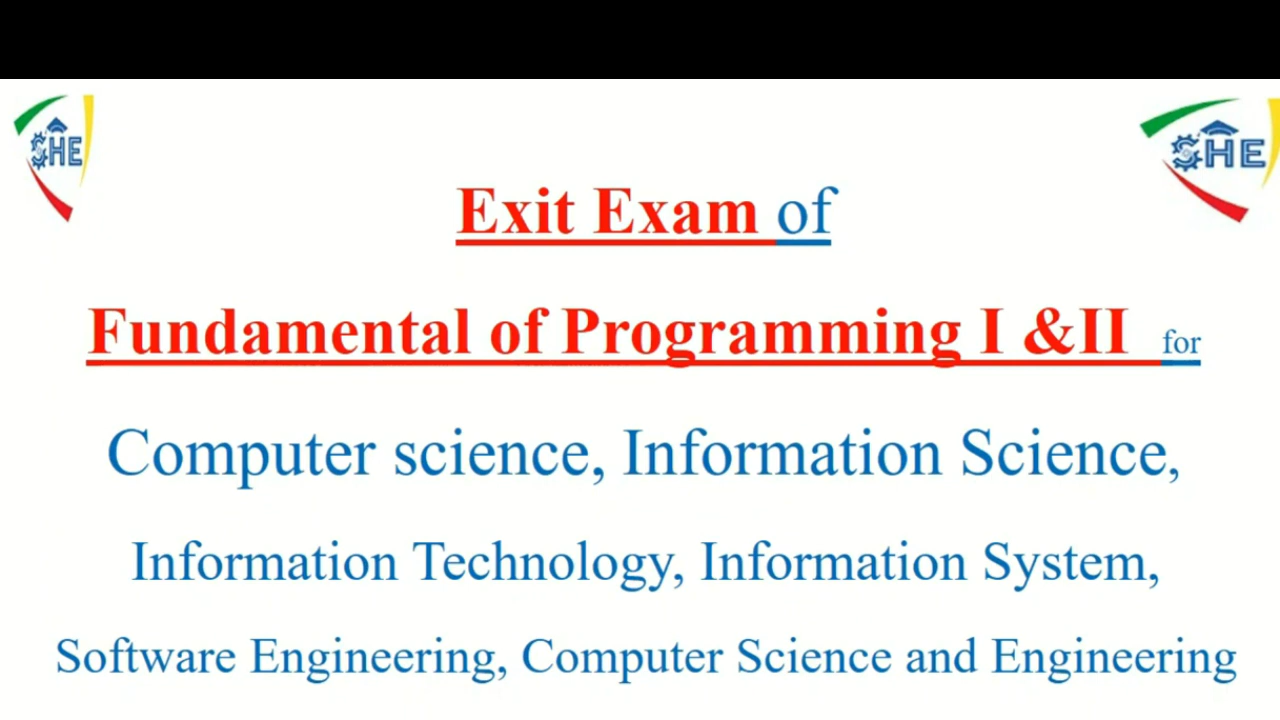 SHE
SHE
Exit Exam of
Fundamental of Programming I &II for
Computer science, Information Science,
Information Technology, Information System,
Software Engineering, Computer Science and Engineering